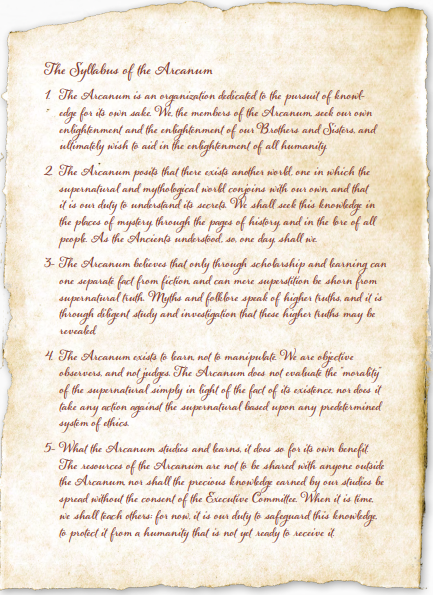 The Syllabus of the Arcanum
1. The Arcanum is an organization dedicated to the pursuit of knowl-
edge for its own sake. We, the members of the Arcanum, seek our own
enlightenment and the enlightenment of our Brothers and Sisters, and
ultimately wish to aid in the enlightenment of all humanity.
2. The Arcanum posits that there exists another world, one in which the
supernatural and mythological world conjoins with our own, and that
it is our duty to understand its secrets. We shall seek this knowledge in
the places of mystery, through the pages of history, and in the lore of all
people. As the Ancients understood, so, one day, shall we.
3- The Arcanum believes that only through scholarship and learning can
one separate fact from fiction, and can mere superstition be shorn from
supernatural truth. Myths and folklore speak of higher truths, and it is
through diligent study and investigation that these higher truths may be
revealed.
4. The Arcanum exists to learn, not to manipulate. We are objective
observers, and not judges. The Arcanum does not evaluate the "morality"
of the supernatural simply in light of the fact of its existence, nor does it
take any action against the supernatural based upon any predetermined
system of ethics.
5- What the Arcanum studies and learns, it does so for its own benefit.
The resources of the Arcanum are not to be shared with anyone outside
the Arcanum, nor shall the precious knowledge earned by our studies be
spread without the consent of the Executive Committee. When it is time,
we shall teach others; for now, it is our duty to safeguard this knowledge,
to protect it from a humanity that is not yet ready to receive it.